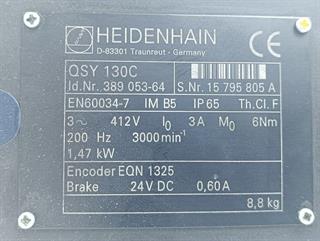 HEIDENHAIN
D-83301 Traunreut - Germany
CE
QSY 130C
Id.Nr. 389 053-64 S.Nr. 15 795 805 A
EN60034-7 IM B5 IP 65 Th.Cl. F
3~ 412V I0 3A M0 6Nm
200 Hz 3000 min-1
1,47 kW
Encoder EQN 1325
Brake 24V DC 0,60A
8,8 kg